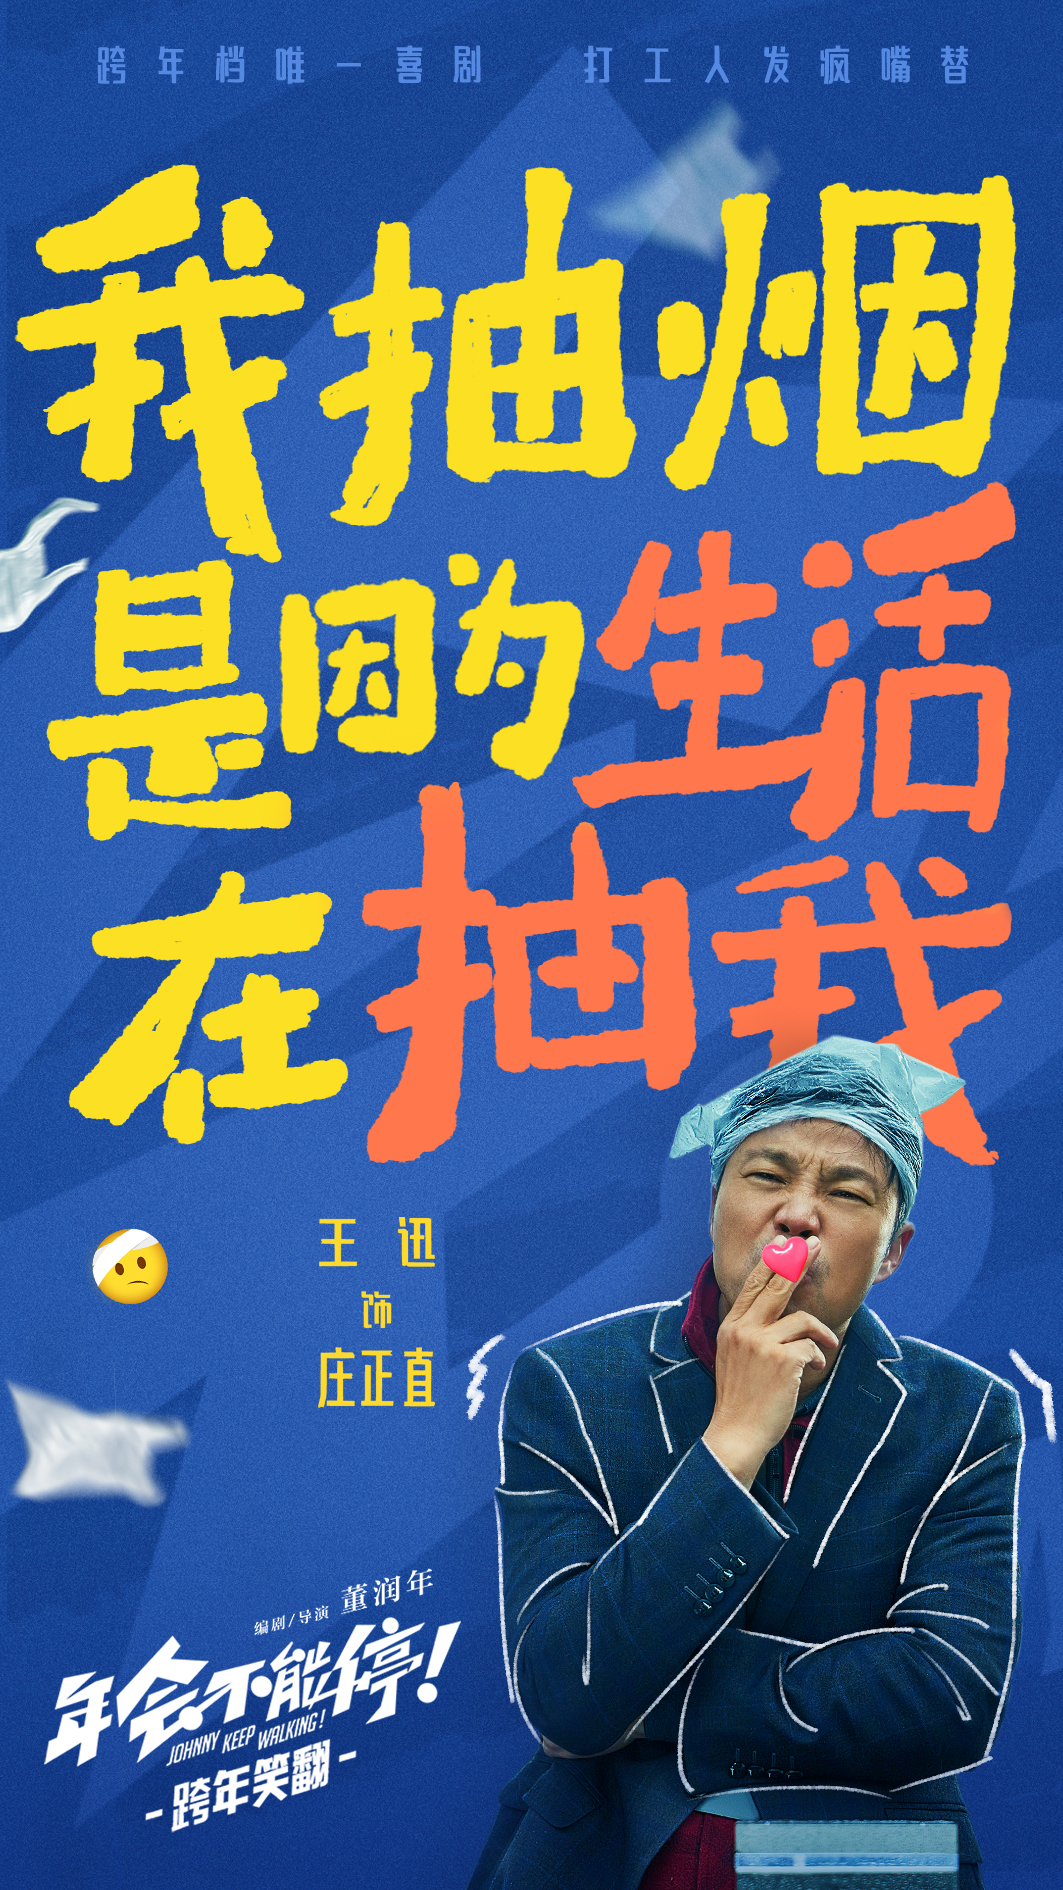 跨年档唯一喜剧 打工人发疯嘴替
我抽烟
是因为生活
在抽我
王迅
饰
庄正直
编剧/导演 董润年
年会不能停!
JOHNNY KEEP WALKING!
-跨年笑翻-